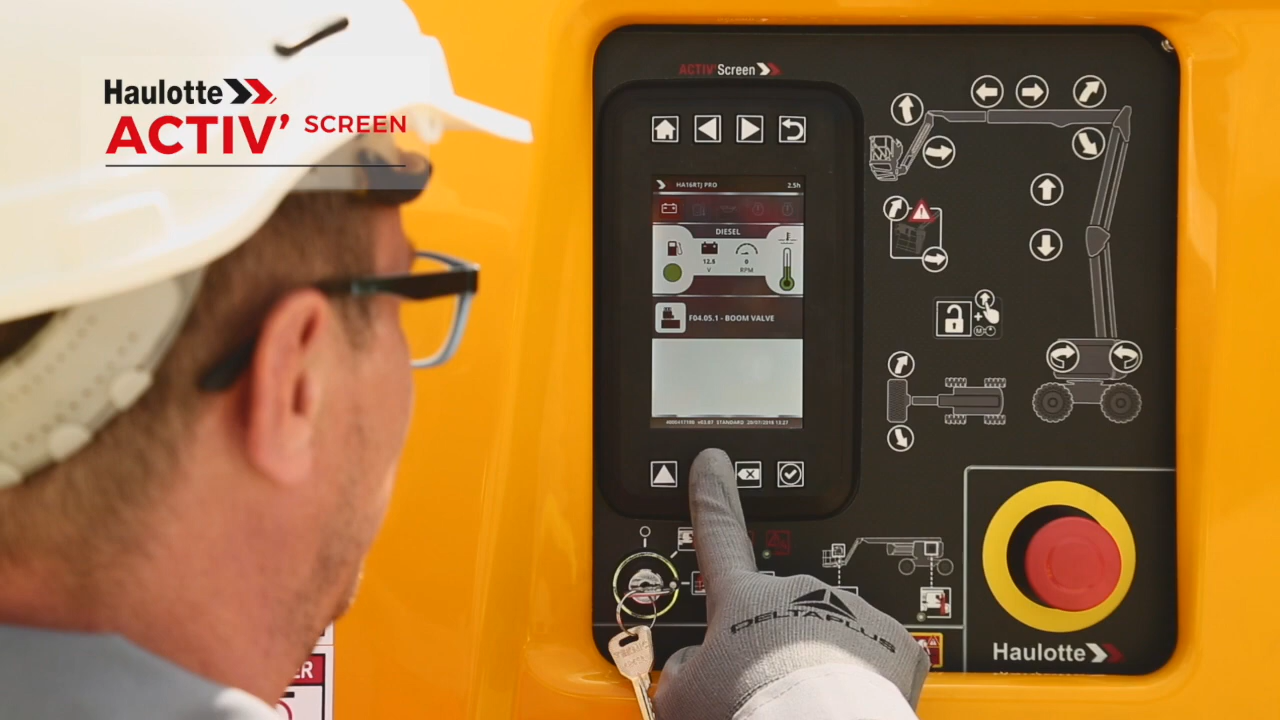 Haulotte
ACTIV' SCREEN
ACTIV'Screen
HA16RTJ PRO 2.5h
DIESEL
12.5 0
V RPM
F04.05.1 - BOOM VALVE
STANDARD
DELTAPLUS
Haulotte